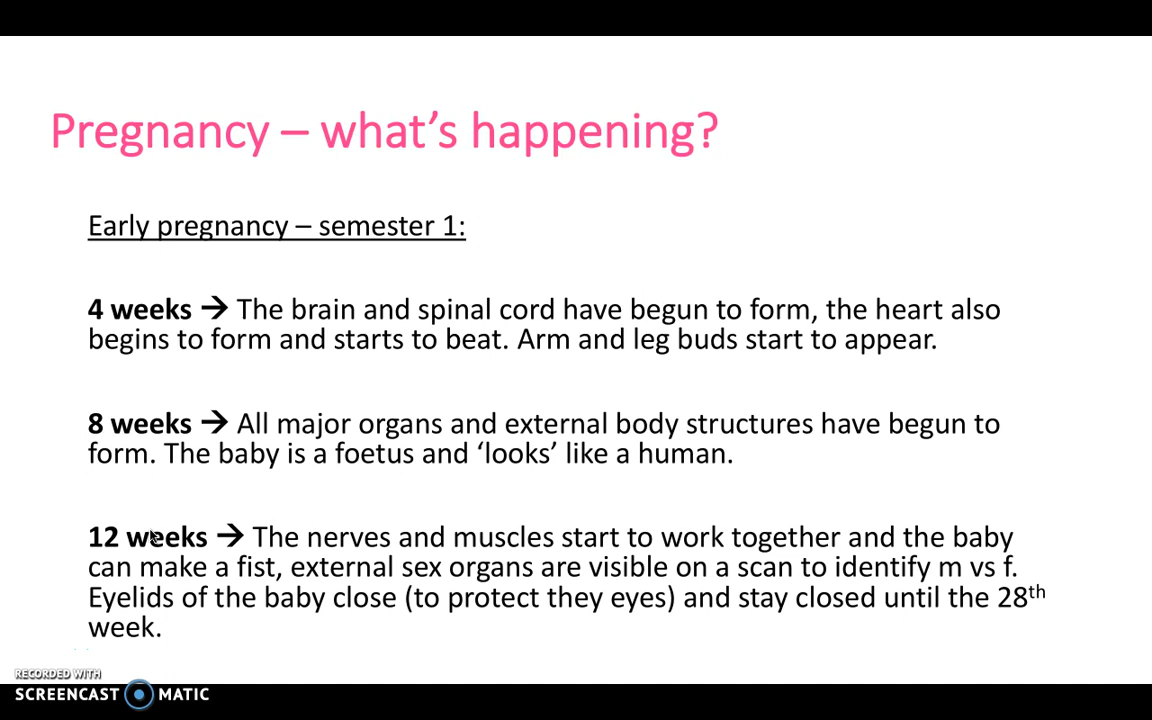 Pregnancy – what’s happening?
Early pregnancy – semester 1:
4 weeks → The brain and spinal cord have begun to form, the heart also
begins to form and starts to beat. Arm and leg buds start to appear.
8 weeks → All major organs and external body structures have begun to
form. The baby is a foetus and ‘looks’ like a human.
12 weeks → The nerves and muscles start to work together and the baby
can make a fist, external sex organs are visible on a scan to identify m vs f.
Eyelids of the baby close (to protect they eyes) and stay closed until the 28th
week.
RECORDED WITH
SCREENCAST MATIC